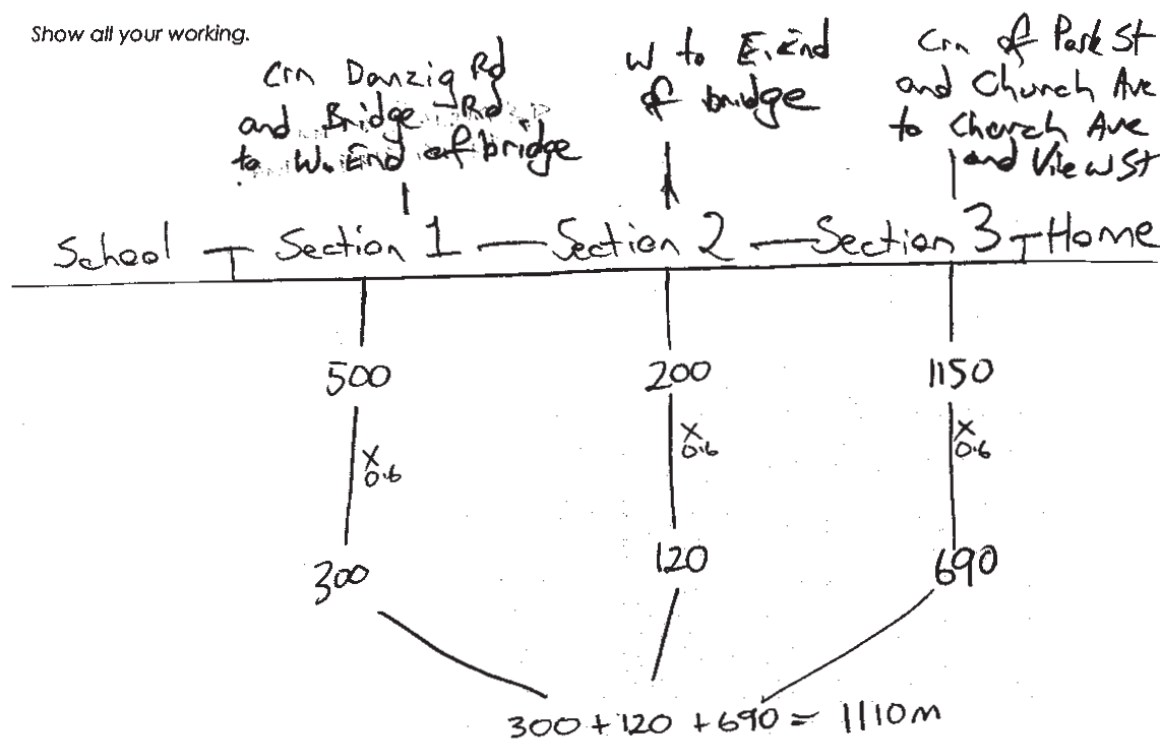 Show all your working.
Crn Danzig Rd
and Bridge Rd
to W. End of bridge
W to E. End
of bridge
Crn of Park St
and Church Ave
to Church Ave
and View St
School Section 1 Section 2 Section 3 Home
500 200 1150
x 0.6 x 0.6 x 0.6
300 120 690
300 + 120 + 690 = 1110m